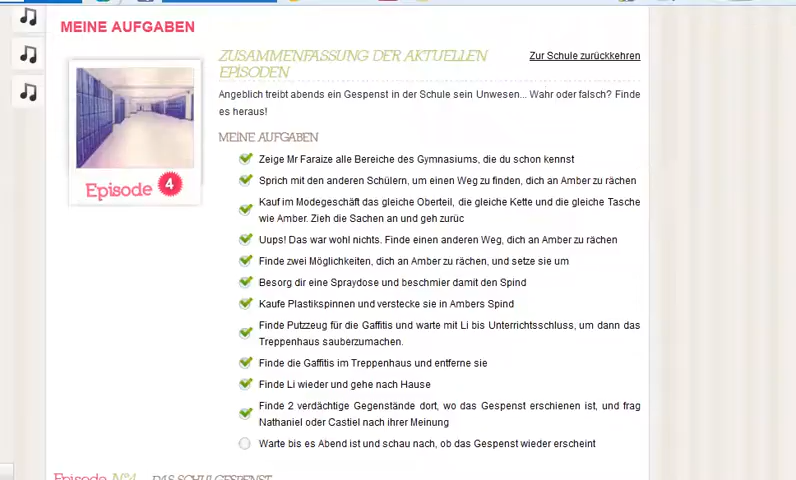 MEINE AUFGABEN
ZUSAMMENFASSUNG DER AKTUELLEN
EPISODEN
Zur Schule zurückkehren
Angeblich treibt abends ein Gespenst in der Schule sein Unwesen... Wahr oder falsch? Finde
es heraus!
MEINE AUFGABEN
Zeige Mr Faraize alle Bereiche des Gymnasiums, die du schon kennst
Sprich mit den anderen Schülern, um einen Weg zu finden, dich an Amber zu rächen
Kauf im Modegeschäft das gleiche Oberteil, die gleiche Kette und die gleiche Tasche
wie Amber. Zieh die Sachen an und geh zurüc
Uups! Das war wohl nichts. Finde einen anderen Weg, dich an Amber zu rächen
Finde zwei Möglichkeiten, dich an Amber zu rächen, und setze sie um
Besorg dir eine Spraydose und beschmier damit den Spind
Kaufe Plastikspinnen und verstecke sie in Ambers Spind
Finde Putzzeug für die Gaffitis und warte mit Li bis Unterrichtsschluss, um dann das
Treppenhaus sauberzumachen.
Finde die Gaffitis im Treppenhaus und entferne sie
Finde Li wieder und gehe nach Hause
Finde 2 verdächtige Gegenstände dort, wo das Gespenst erschienen ist, und frag
Nathaniel oder Castiel nach ihrer Meinung
Warte bis es Abend ist und schau nach, ob das Gespenst wieder erscheint
Episode 4
Episode N°4 DAS SCHULGESPENST